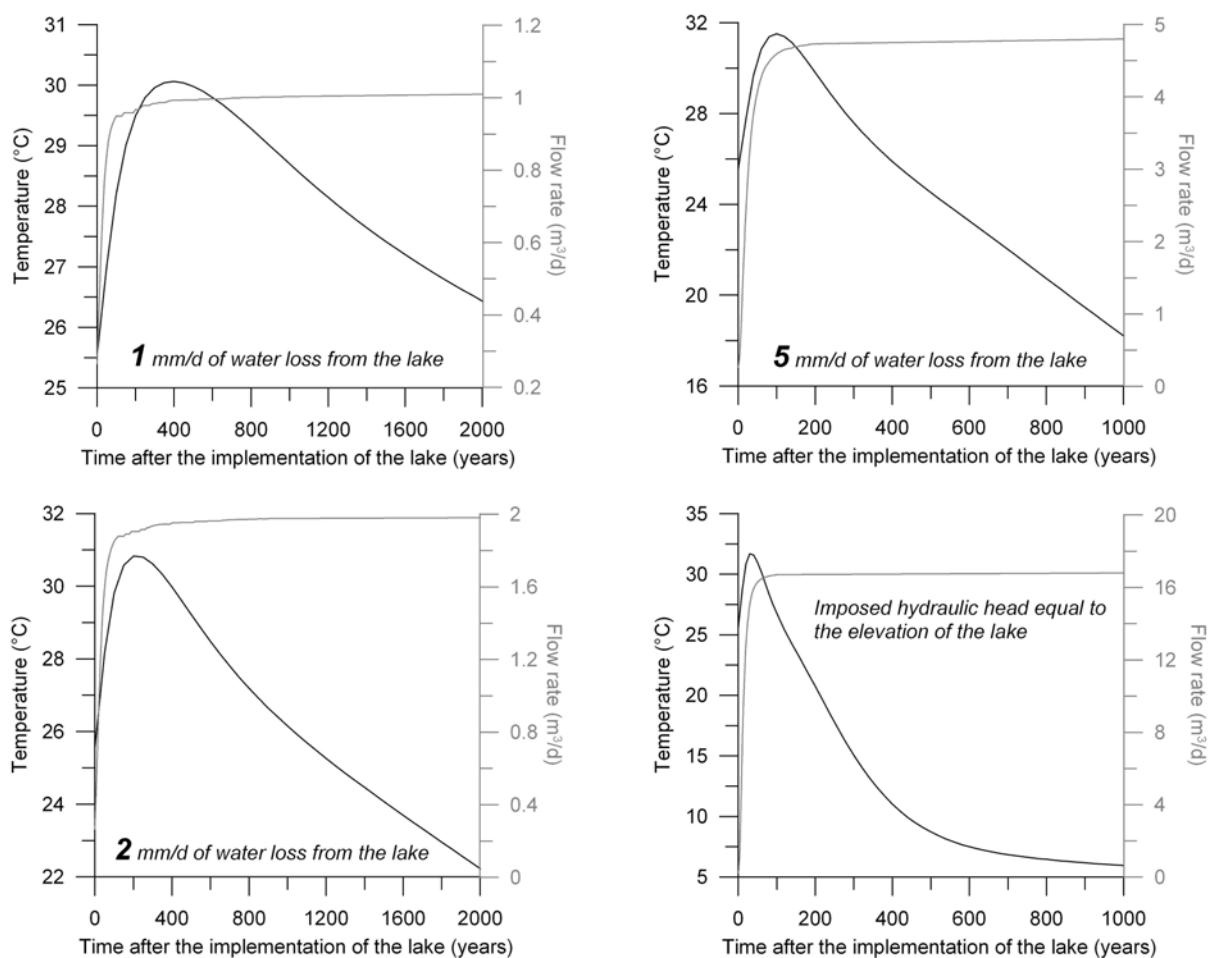 31
30
29
28
27
26
25
Temperature (°C)
1.2
1
0.8
0.6
0.4
0.2
Flow rate (m³/d)
1 mm/d of water loss from the lake
0 400 800 1200 1600 2000
Time after the implementation of the lake (years)
32
28
24
20
16
Temperature (°C)
5
4
3
2
1
0
Flow rate (m³/d)
5 mm/d of water loss from the lake
0 200 400 600 800 1000
Time after the implementation of the lake (years)
32
30
28
26
24
22
Temperature (°C)
2
1.6
1.2
0.8
0.4
0
Flow rate (m³/d)
2 mm/d of water loss from the lake
0 400 800 1200 1600 2000
Time after the implementation of the lake (years)
35
30
25
20
15
10
5
Temperature (°C)
20
16
12
8
4
0
Flow rate (m³/d)
Imposed hydraulic head equal to
the elevation of the lake
0 200 400 600 800 1000
Time after the implementation of the lake (years)